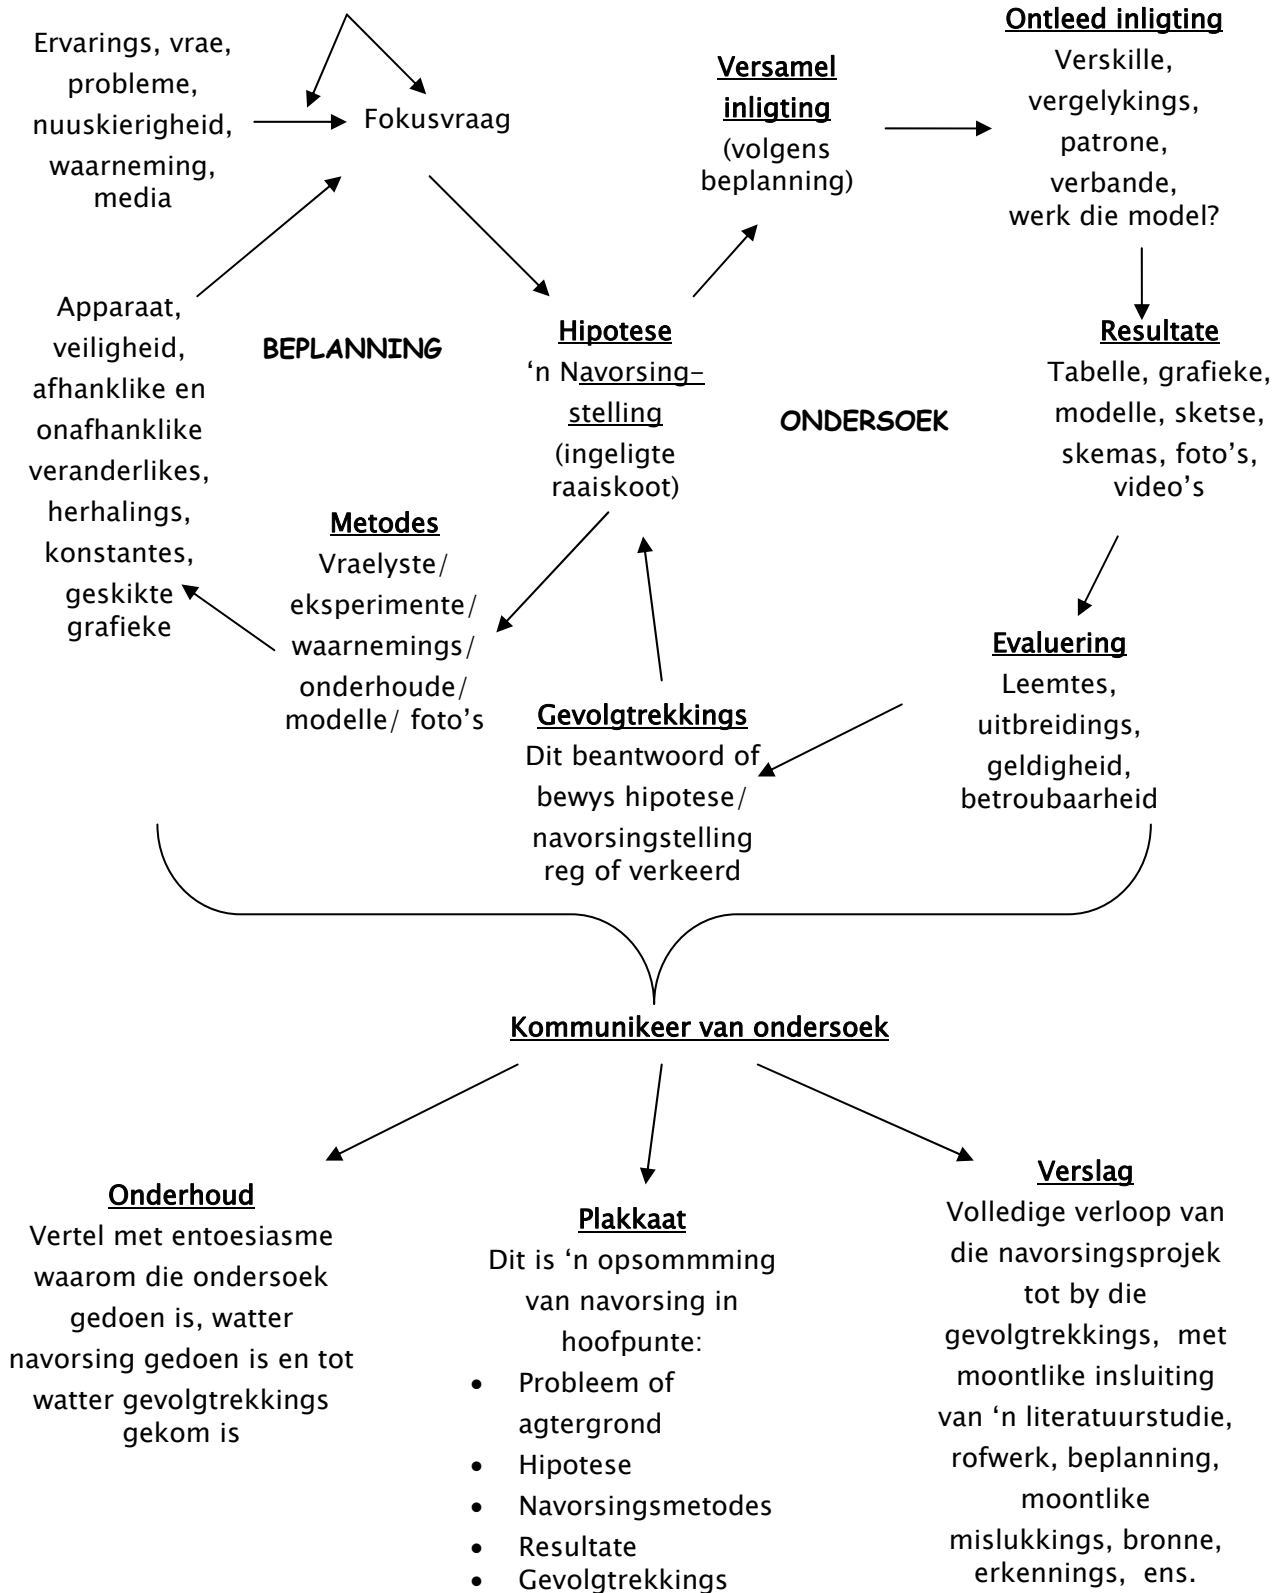 Ervarings, vrae,
probleme,
nuuskierigheid,
waarneming,
media
Fokusvraag
Versamel
inligting
(volgens
beplanning)
Ontleed inligting
Verskille,
vergelykings,
patrone,
verbande,
werk die model?
Apparaat,
veiligheid,
afhanklike en
onafhanklike
veranderlikes,
herhalings,
konstantes,
geskikte
grafieke
BEPLANNING
Hipotese
‘n Navorsing-
stelling
(ingeligte
raaiskoot)
ONDERSOEK
Resultate
Tabelle, grafieke,
modelle, sketse,
skemas, foto’s,
video’s
Metodes
Vraelyste/
eksperimente/
waarnemings/
onderhoude/
modelle/ foto’s
Gevolgtrekkings
Dit beantwoord of
bewys hipotese/
navorsingstelling
reg of verkeerd
Evaluering
Leemtes,
uitbreidings,
geldigheid,
betroubaarheid
Kommunikeer van ondersoek
Onderhoud
Vertel met entoesiasme
waarom die ondersoek
gedoen is, watter
navorsing gedoen is en tot
watter gevolgtrekkings
gekom is
Plakkaat
Dit is ‘n opsommming
van navorsing in
hoofpunte:
• Probleem of
agtergrond
• Hipotese
• Navorsingsmetodes
• Resultate
• Gevolgtrekkings
Verslag
Volledige verloop van
die navorsingsprojek
tot by die
gevolgtrekkings, met
moontlike insluiting
van ‘n literatuurstudie,
rofwerk, beplanning,
moontlike
mislukkings, bronne,
erkennings, ens.